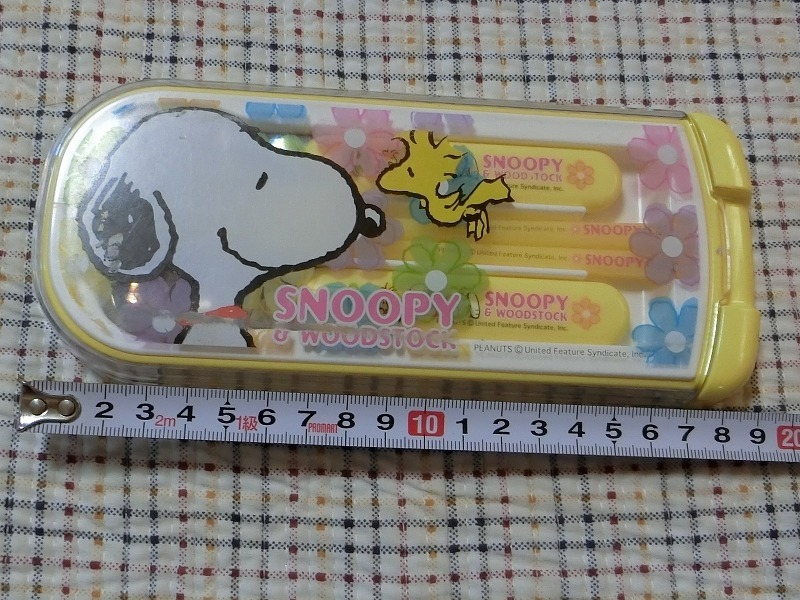 SNOOPY
& WOODSTOCK
United Feature Syndicate, Inc.
United Feature Syndicate, Inc. SNOOPY
United Feature Syndicate, Inc. SNOOPY
SNOOPY
& WOODSTOCK
© United Feature Syndicate, Inc.
SNOOPY
& WOODSTOCK
PEANUTS © United Feature Syndicate, Inc.
2 3 4 5 6 7 8 9 10 1 2 3 4 5 6 7 8 9 20
2m 1級 PROMART